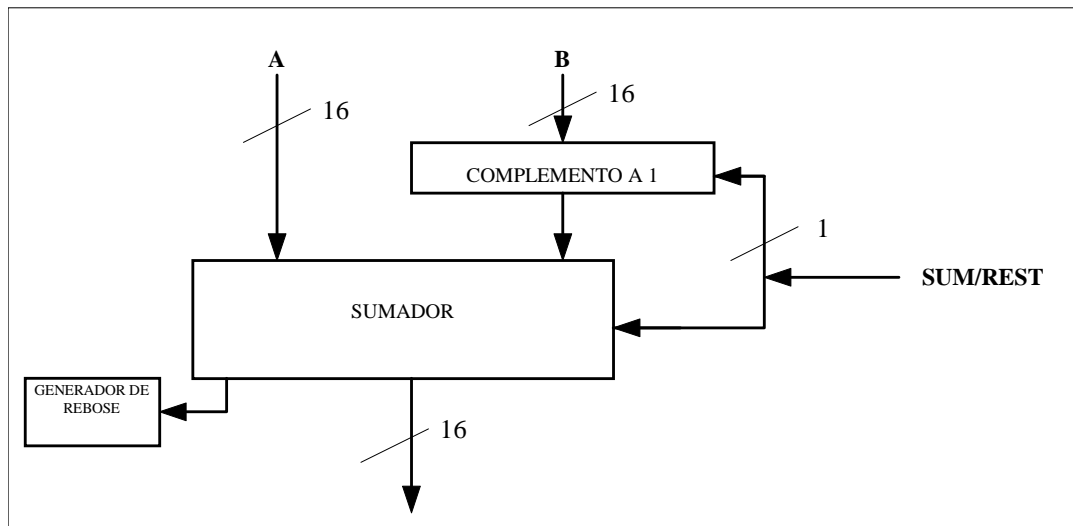 A
B
16
16
COMPLEMENTO A 1
1
SUM/REST
SUMADOR
GENERADOR DE
REBOSE
16